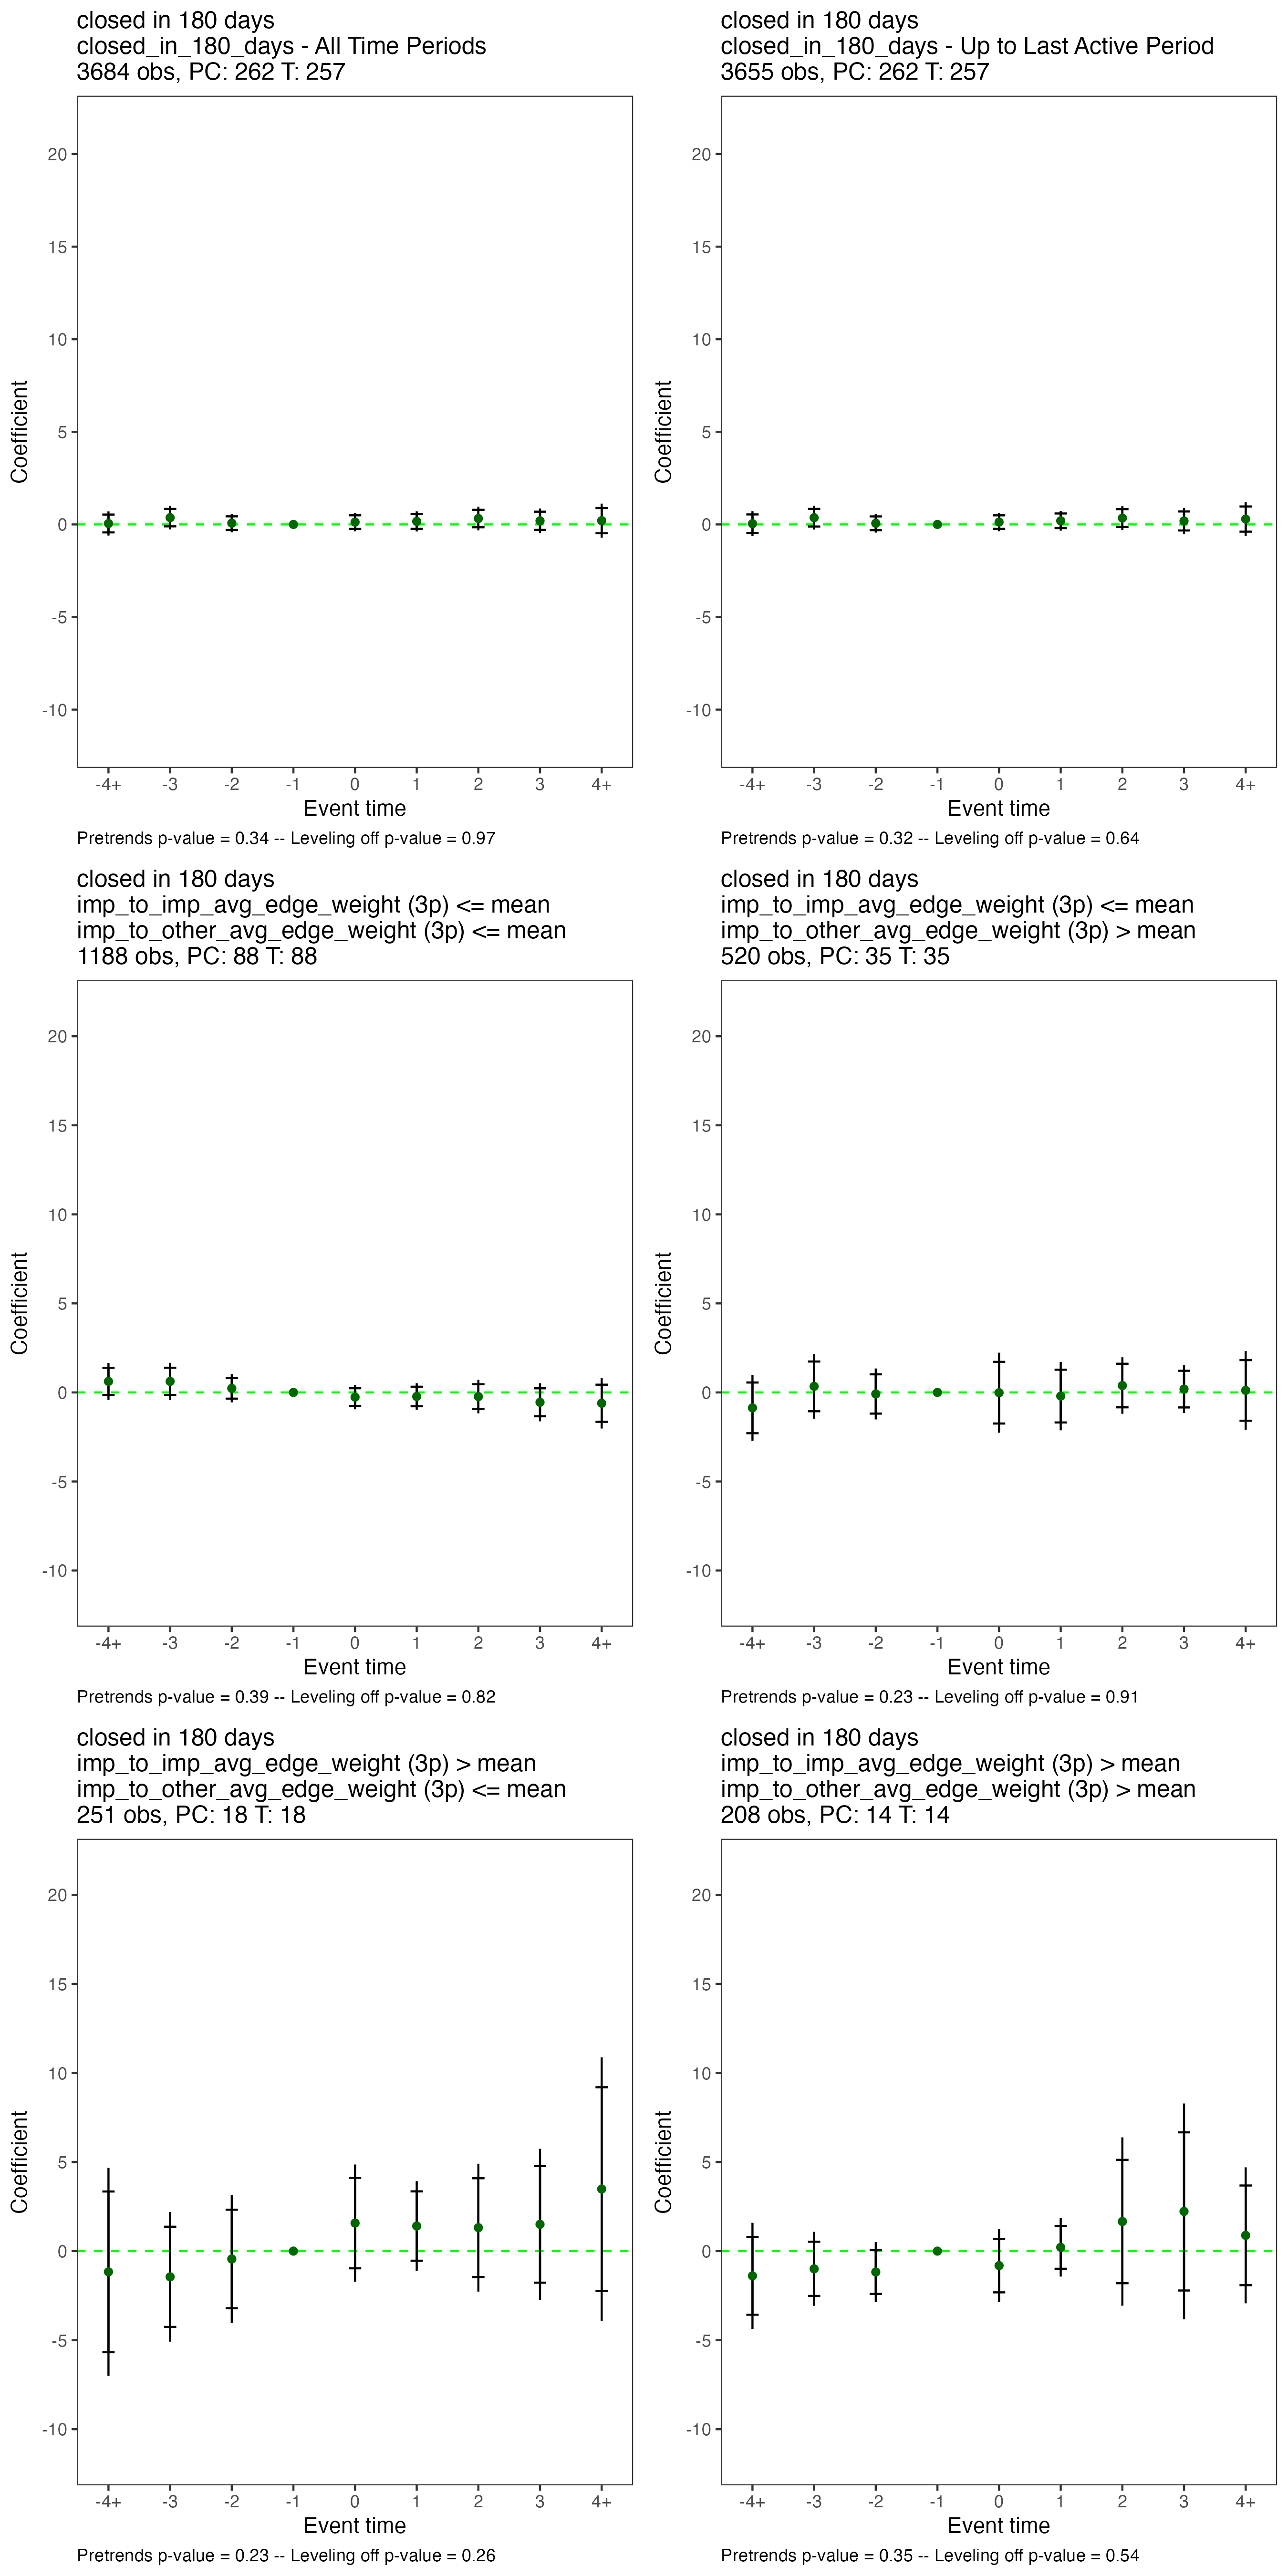 closed in 180 days
closed_in_180_days - All Time Periods
3684 obs, PC: 262 T: 257
20
15
10
5
0
-5
-10
Coefficient
-4+ -3 -2 -1 0 1 2 3 4+
Event time
Pretrends p-value = 0.34 -- Leveling off p-value = 0.97
closed in 180 days
closed_in_180_days - Up to Last Active Period
3655 obs, PC: 262 T: 257
20
15
10
5
0
-5
-10
Coefficient
-4+ -3 -2 -1 0 1 2 3 4+
Event time
Pretrends p-value = 0.32 -- Leveling off p-value = 0.64
closed in 180 days
imp_to_imp_avg_edge_weight (3p) <= mean
imp_to_other_avg_edge_weight (3p) <= mean
1188 obs, PC: 88 T: 88
20
15
10
5
0
-5
-10
Coefficient
-4+ -3 -2 -1 0 1 2 3 4+
Event time
Pretrends p-value = 0.39 -- Leveling off p-value = 0.82
closed in 180 days
imp_to_imp_avg_edge_weight (3p) <= mean
imp_to_other_avg_edge_weight (3p) > mean
520 obs, PC: 35 T: 35
20
15
10
5
0
-5
-10
Coefficient
-4+ -3 -2 -1 0 1 2 3 4+
Event time
Pretrends p-value = 0.23 -- Leveling off p-value = 0.91
closed in 180 days
imp_to_imp_avg_edge_weight (3p) > mean
imp_to_other_avg_edge_weight (3p) <= mean
251 obs, PC: 18 T: 18
20
15
10
5
0
-5
-10
Coefficient
-4+ -3 -2 -1 0 1 2 3 4+
Event time
Pretrends p-value = 0.23 -- Leveling off p-value = 0.26
closed in 180 days
imp_to_imp_avg_edge_weight (3p) > mean
imp_to_other_avg_edge_weight (3p) > mean
208 obs, PC: 14 T: 14
20
15
10
5
0
-5
-10
Coefficient
-4+ -3 -2 -1 0 1 2 3 4+
Event time
Pretrends p-value = 0.35 -- Leveling off p-value = 0.54